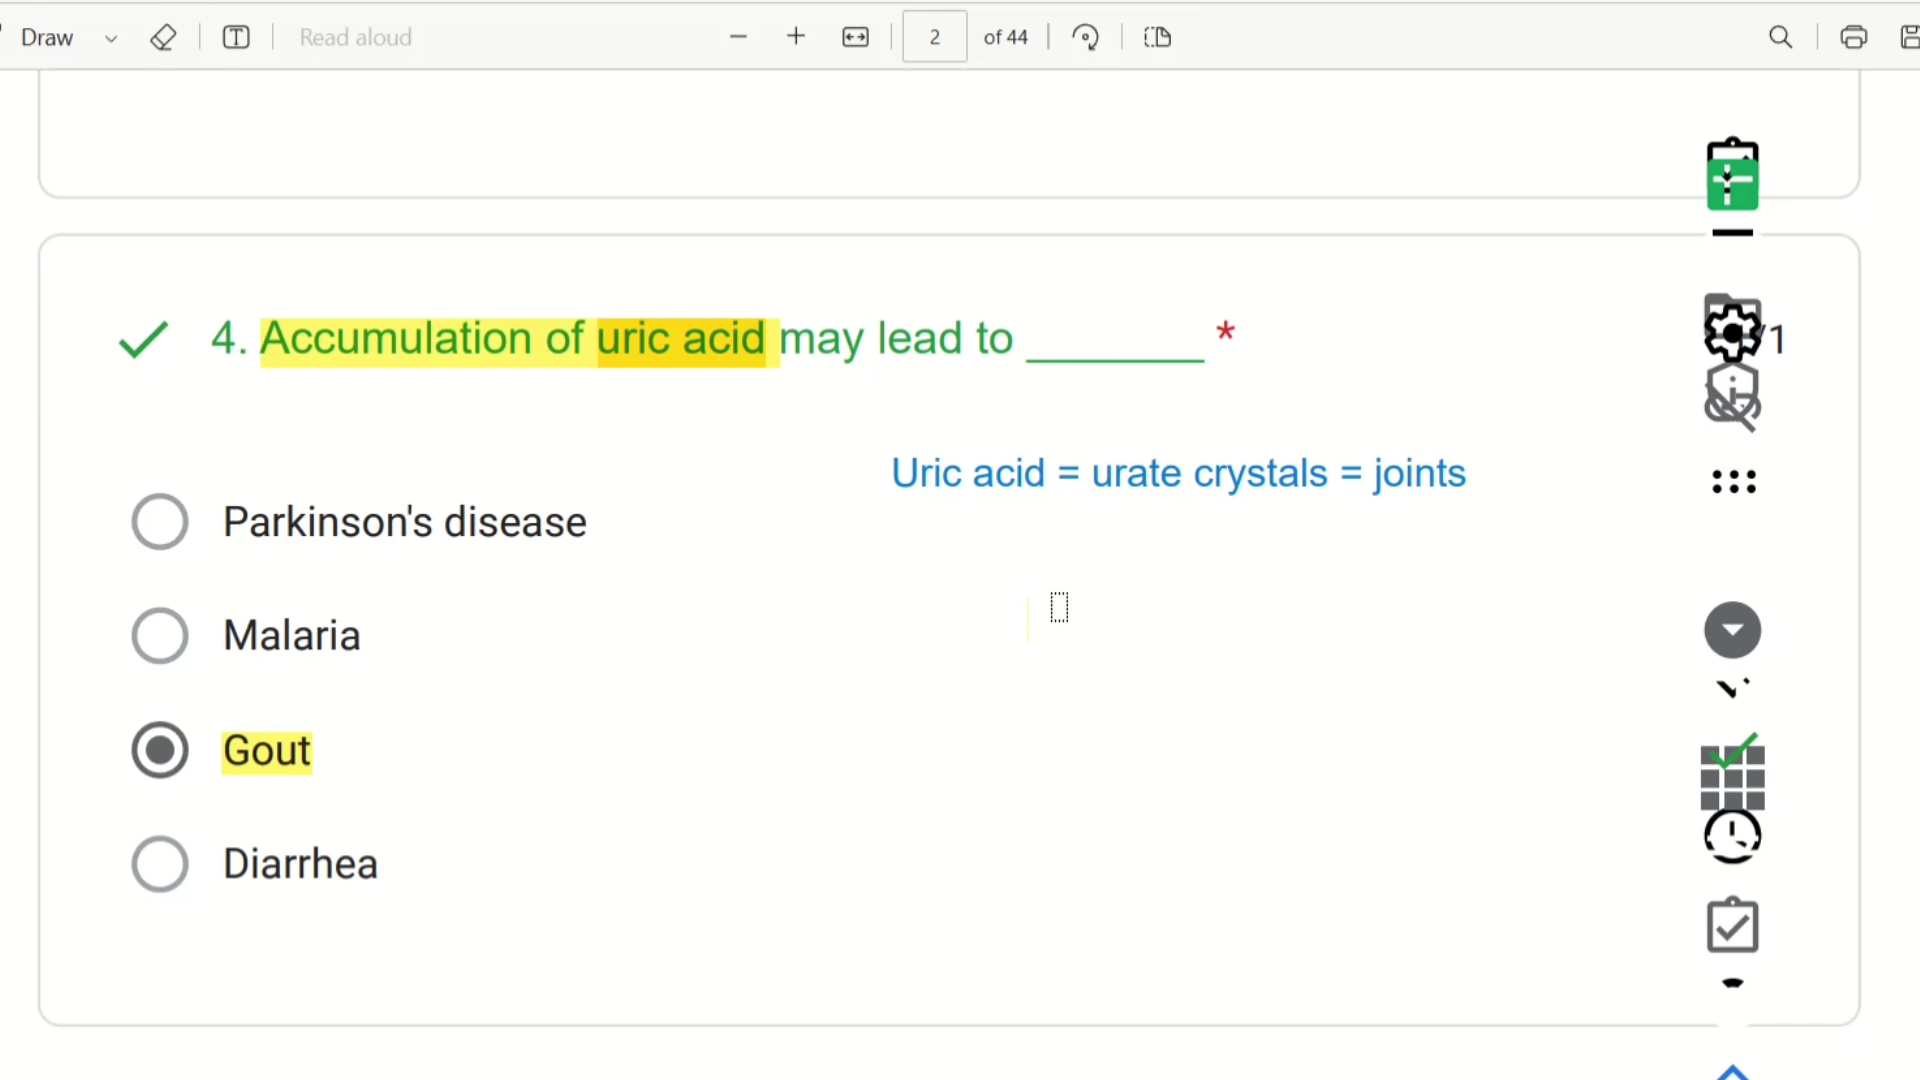 Draw
Read aloud
2 of 44
4. Accumulation of uric acid may lead to ________ *
/1
Uric acid = urate crystals = joints
Parkinson's disease
Malaria
Gout
Diarrhea